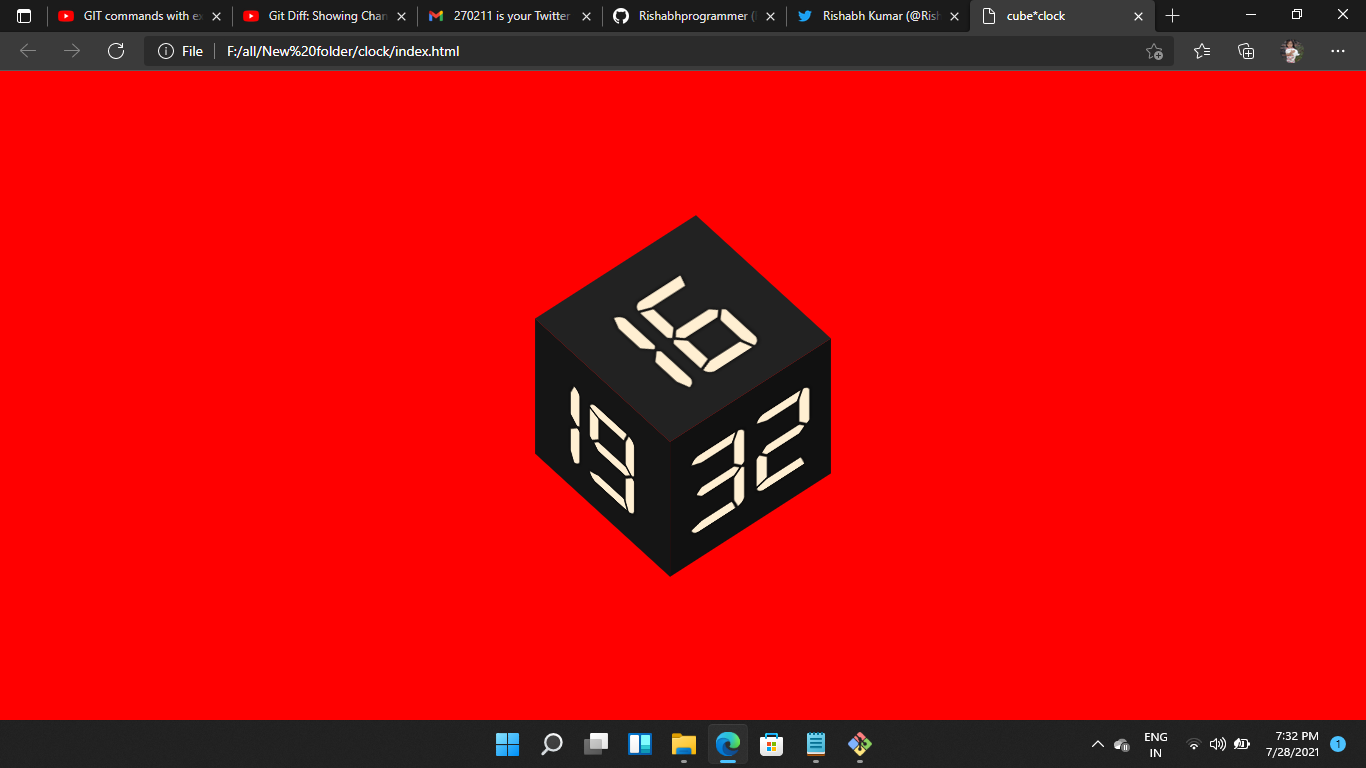 GIT commands with ex
Git Diff: Showing Chan
270211 is your Twitter
Rishabhprogrammer (
Rishabh Kumar (@Rish
cube*clock
File
F:/all/New%20folder/clock/index.html
16
19
32
ENG
IN
7:32 PM
7/28/2021
1